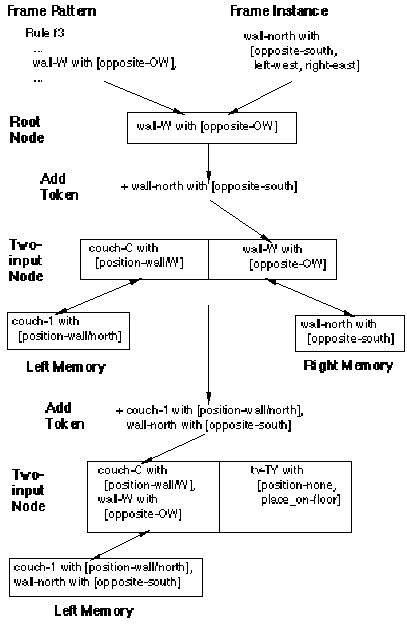 Frame Pattern
Frame Instance
Rule f3
...
wall-W with [opposite-OW],
...
wall-north with
[opposite-south,
left-west, right-east]
Root
Node
wall-W with [opposite-OW]
Add
Token
+ wall-north with [opposite-south]
Two-
input
Node
couch-C with
[position-wall/W]
wall-W with
[opposite-OW]
couch-1 with
[position-wall/north]
Left Memory
wall-north with
[opposite-south]
Right Memory
Add
Token
+ couch-1 with [position-wall/north],
wall-north with [opposite-south]
Two-
input
Node
couch-C with
[position-wall/W],
wall-W with
[opposite-OW]
tv-TY with
[position-none,
place_on-floor]
couch-1 with [position-wall/north],
wall-north with [opposite-south]
Left Memory